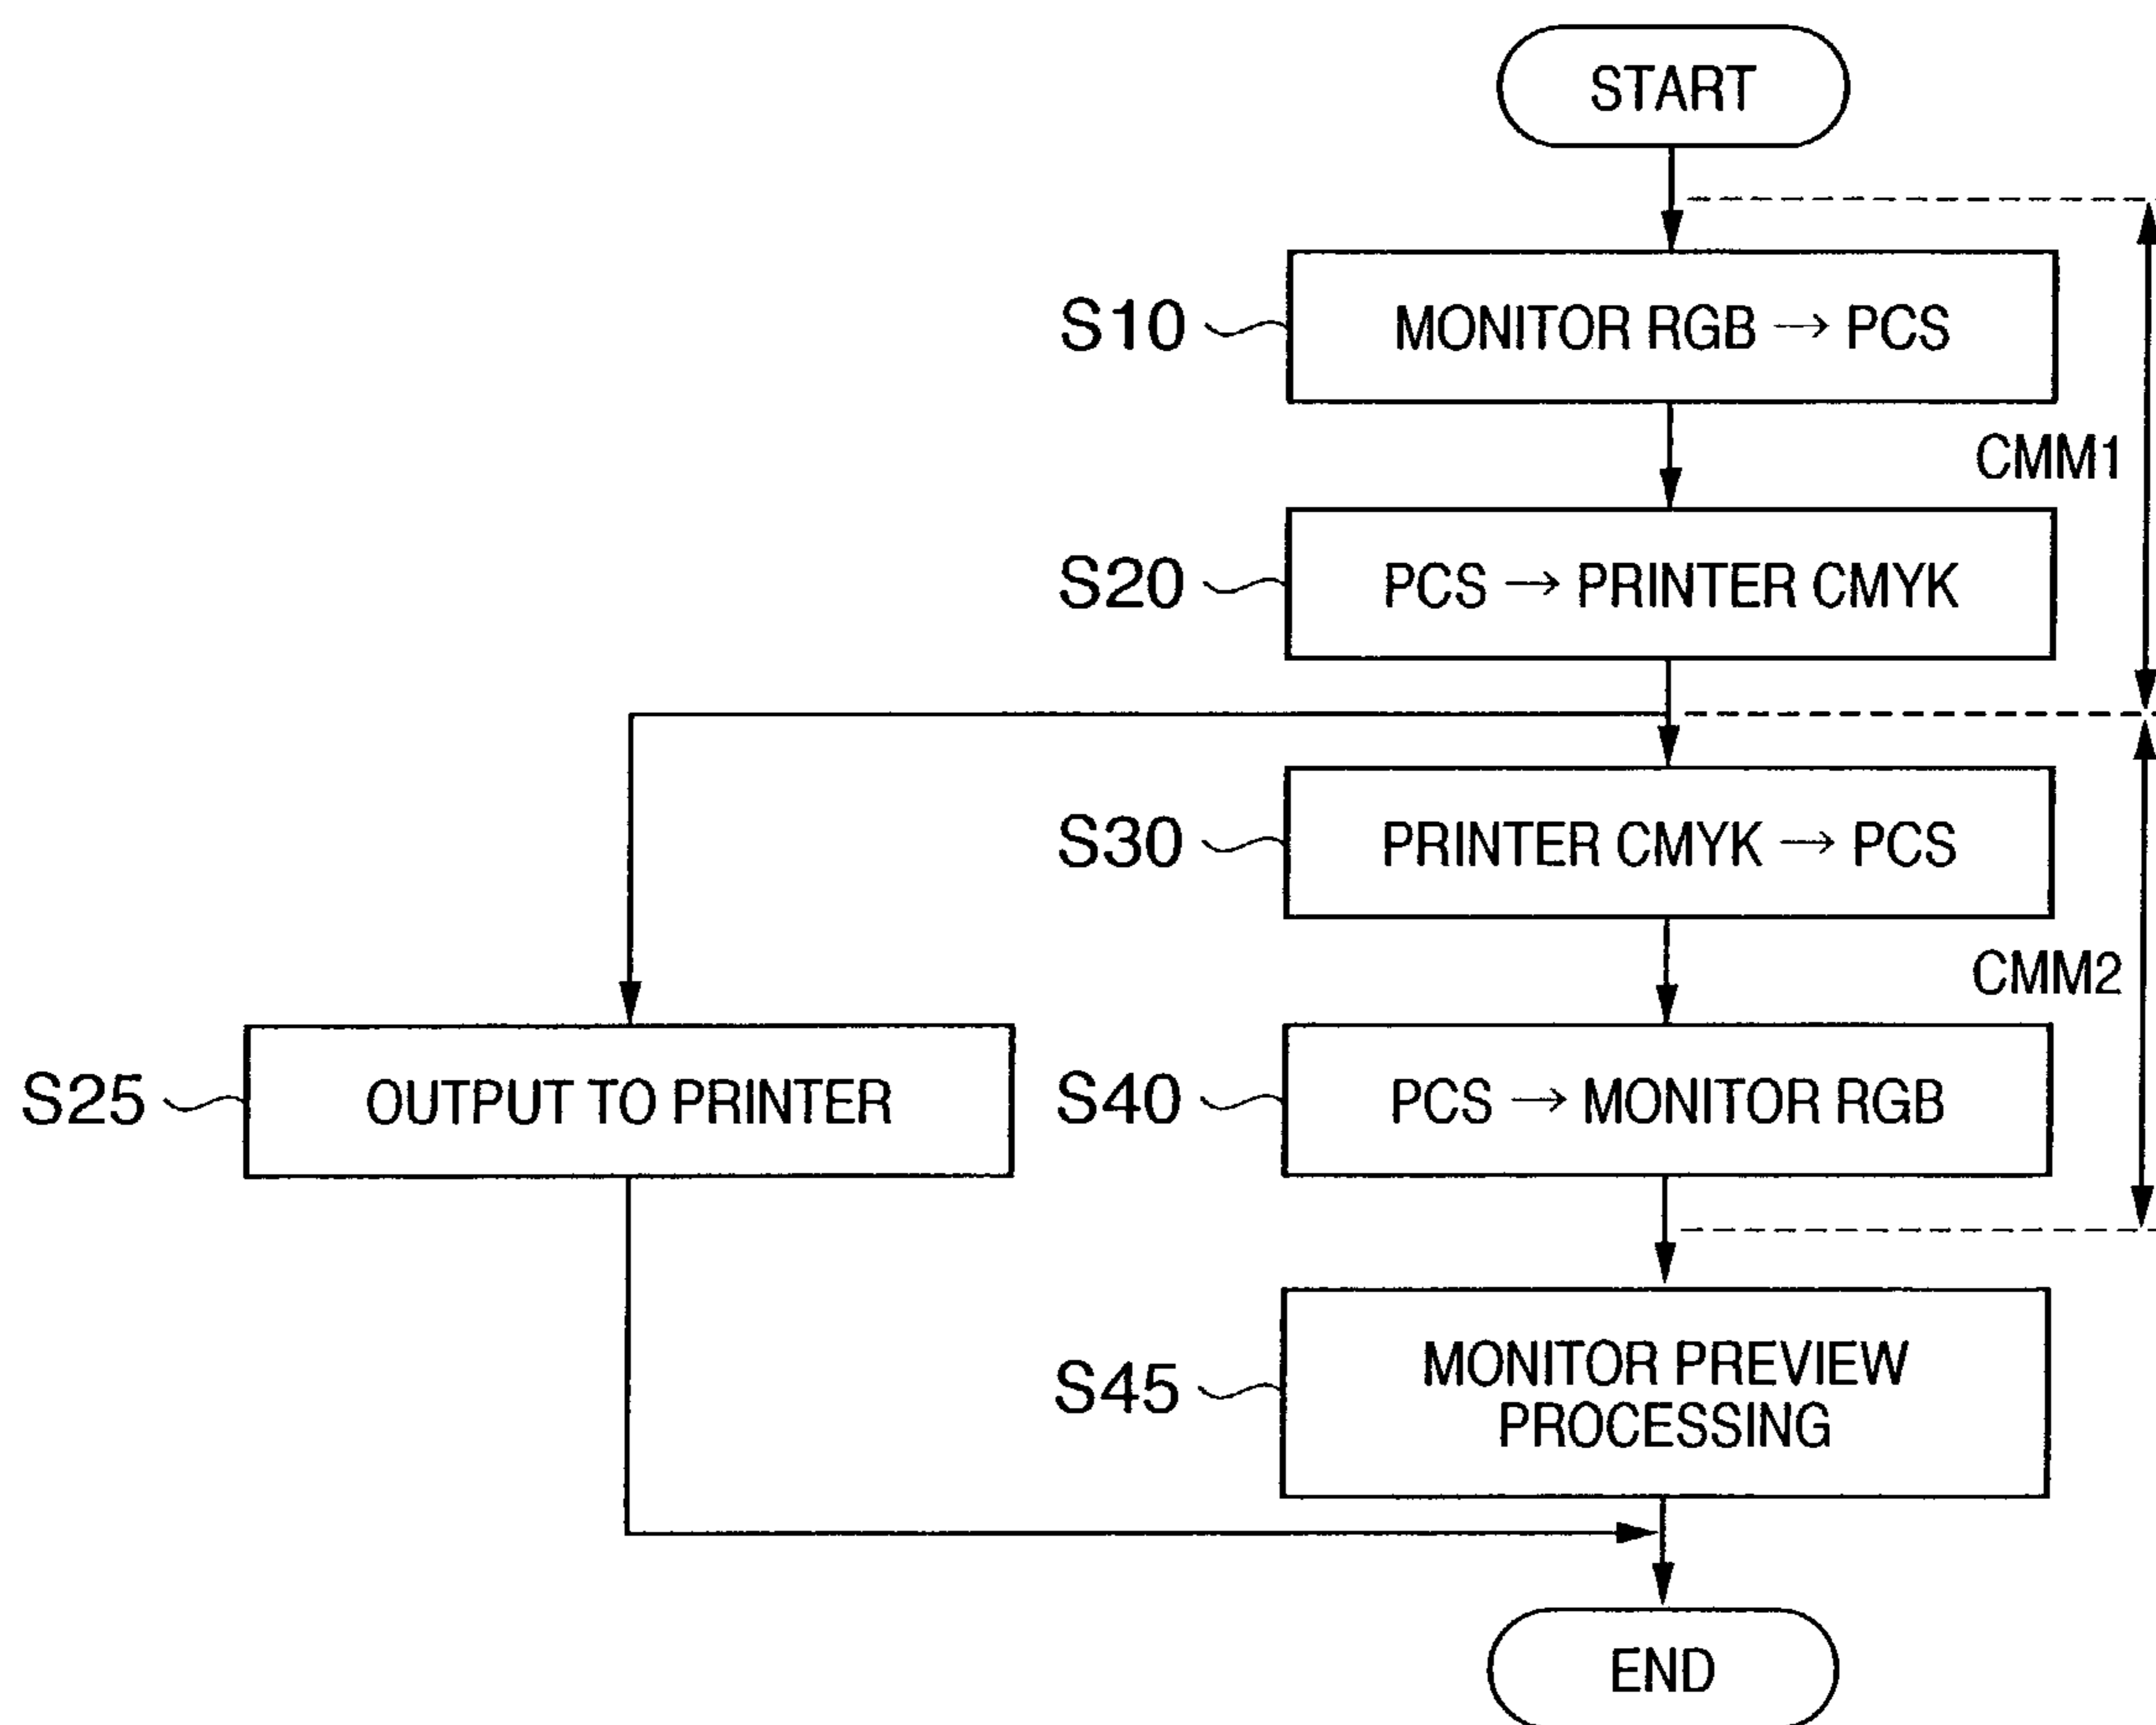 START
S10
MONITOR RGB → PCS
CMM1
S20
PCS → PRINTER CMYK
S30
PRINTER CMYK → PCS
CMM2
S25
OUTPUT TO PRINTER
S40
PCS → MONITOR RGB
S45
MONITOR PREVIEW
PROCESSING
END